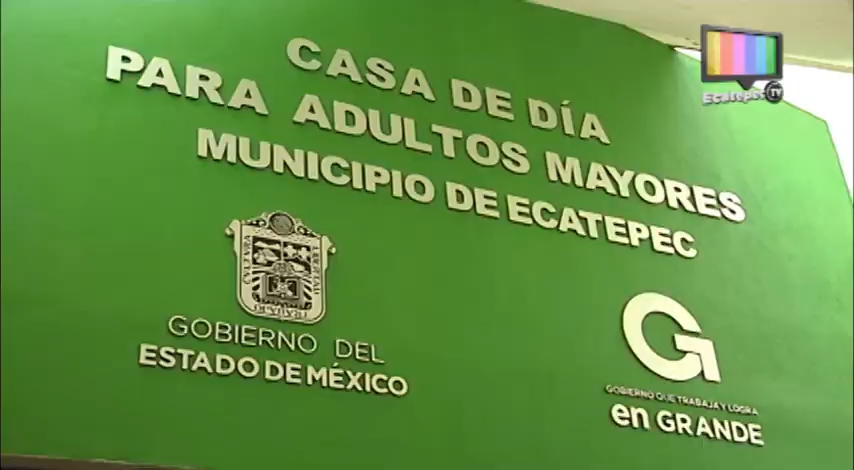 CASA DE DÍA
PARA ADULTOS MAYORES
MUNICIPIO DE ECATEPEC
GOBIERNO DEL
ESTADO DE MÉXICO
G
GOBIERNO QUE TRABAJA Y LOGRA
en GRANDE
Ecatepec TV